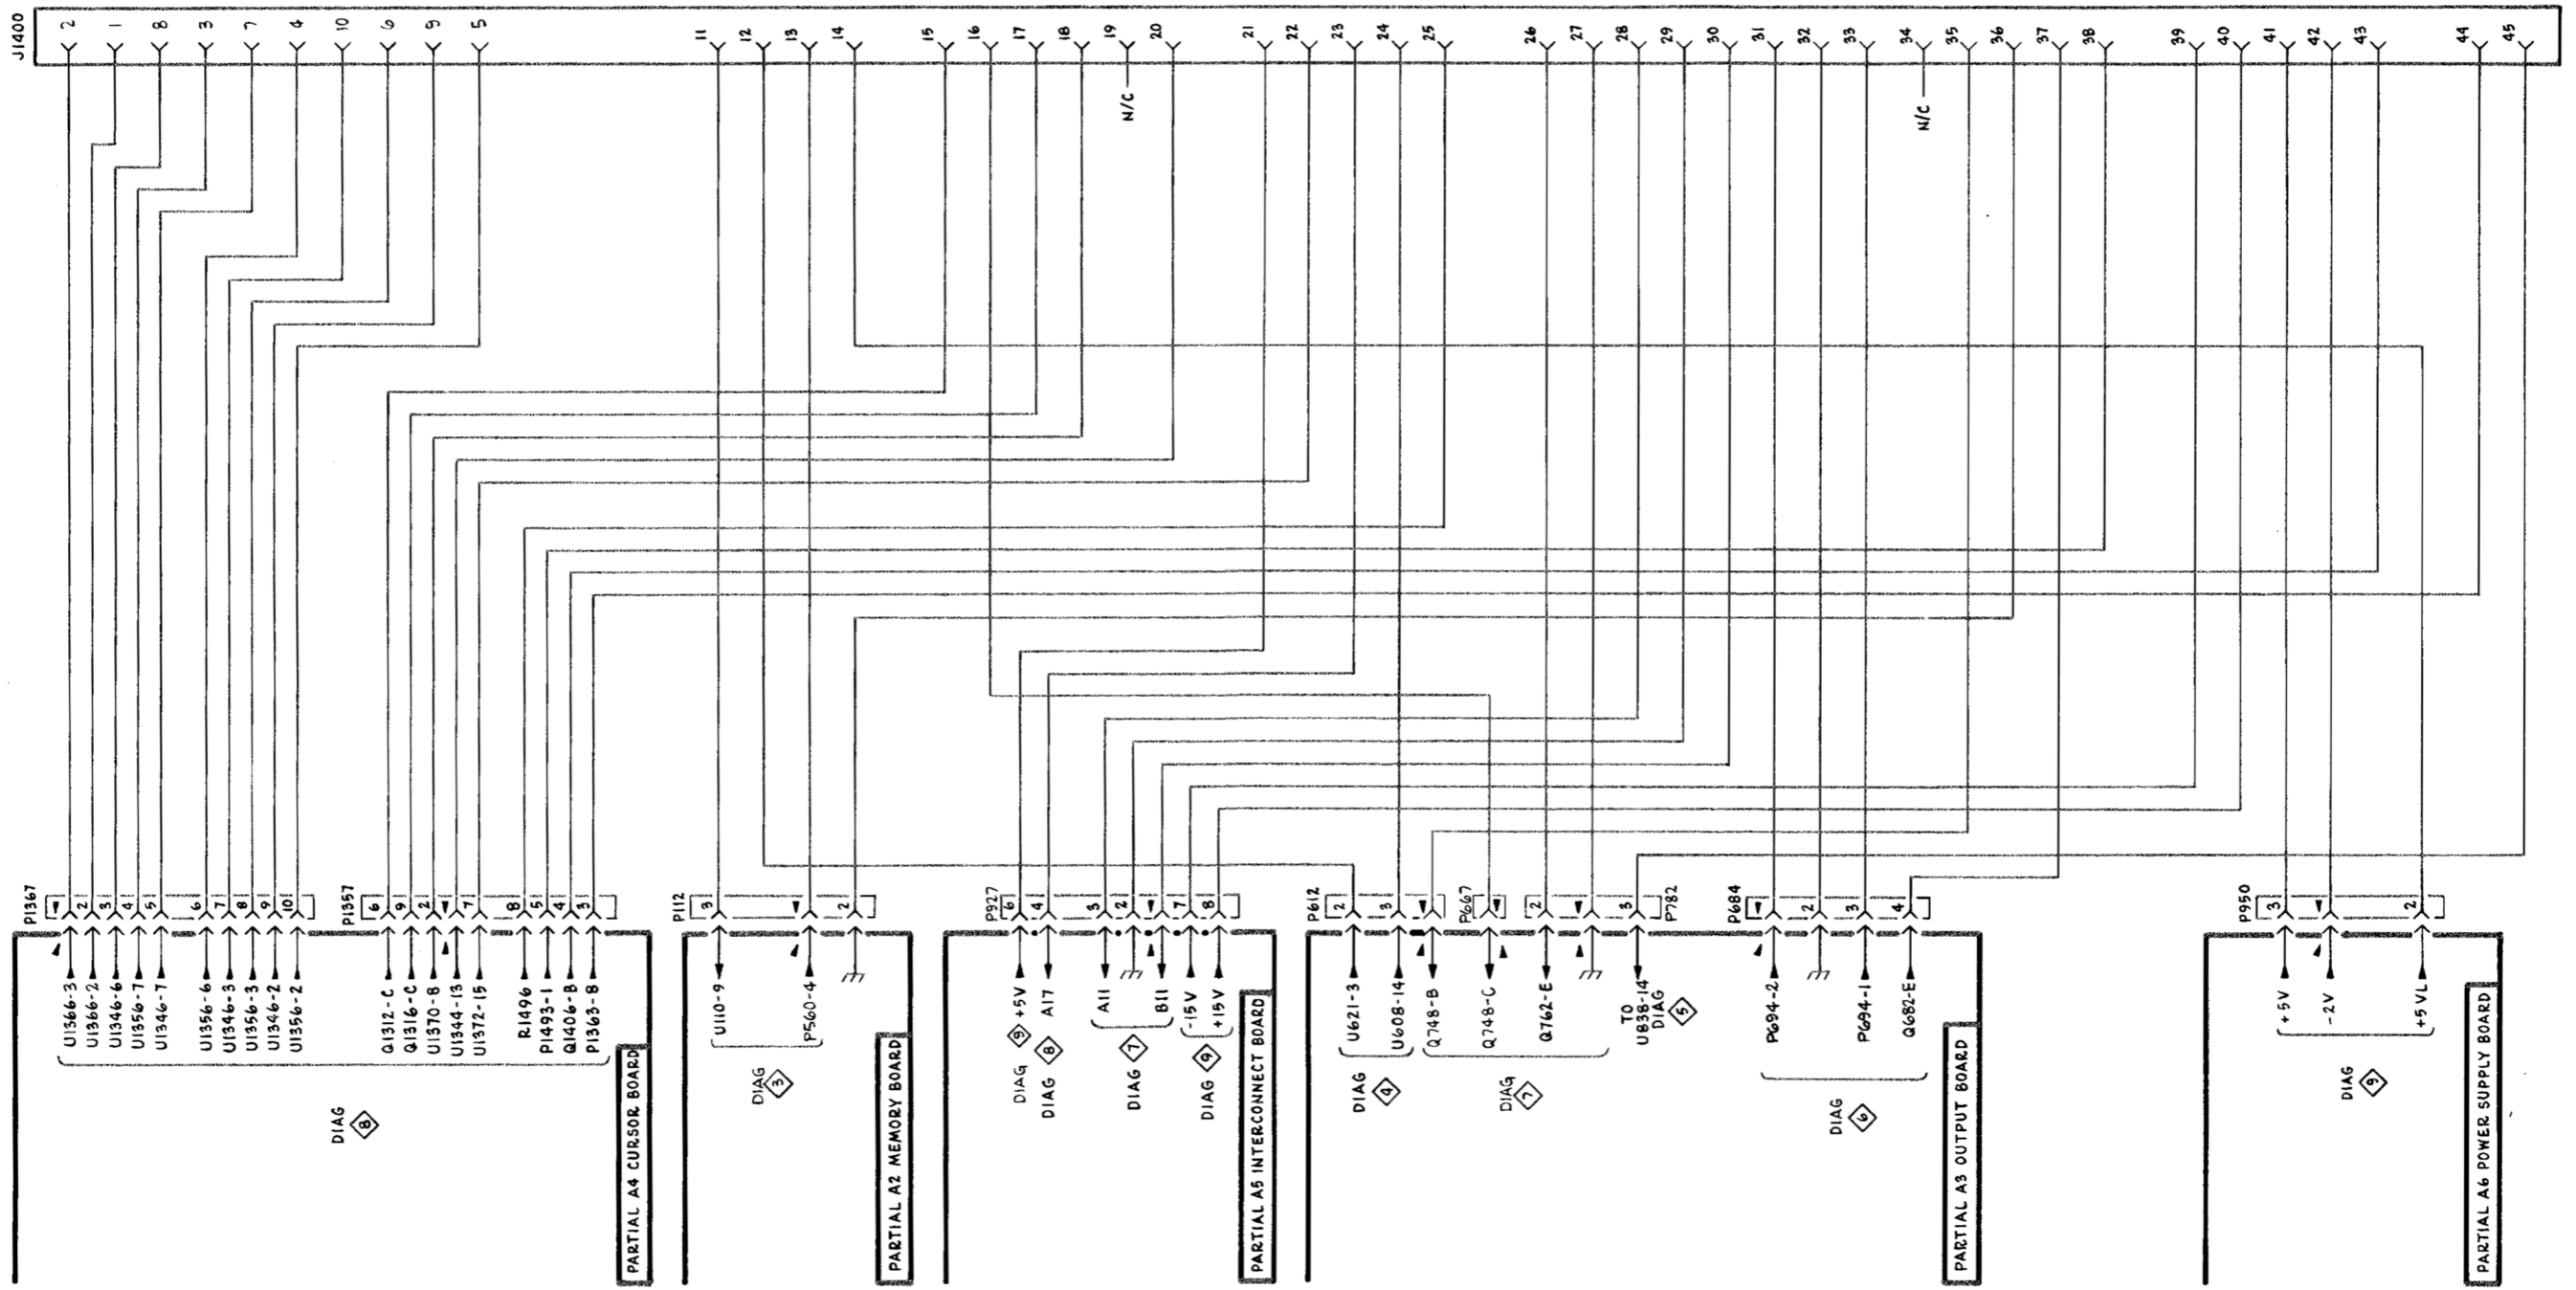 J1400
2
1
8
3
7
4
10
6
9
5
11
12
13
14
15
16
17
18
19
20
21
22
23
24
25
26
27
28
29
30
31
32
33
34
35
36
37
38
39
40
41
42
43
44
45
N/C
N/C
P1367
2
3
4
5
6
7
8
9
10
U1366-3
U1366-2
U1346-6
U1356-7
U1346-7
U1356-6
U1346-3
U1356-3
U1346-2
U1356-2
P1357
6
9
2
7
8
5
4
3
Q1312-C
Q1316-C
U1370-8
U1344-13
U1372-15
R1496
P1493-1
Q1406-B
P1363-8
DIAG 8
PARTIAL A4 CURSOR BOARD
P112
3
2
U1110-9
P560-4
DIAG 3
PARTIAL A2 MEMORY BOARD
P927
6
4
3
2
7
8
DIAG 9 +5V
DIAG 8 A17
A11
B11
DIAG 7
-15V
+15V
DIAG 9
PARTIAL A5 INTERCONNECT BOARD
P612
2
3
P667
2
3
P782
U621-3
U608-14
DIAG 4
Q748-B
Q748-C
Q762-E
DIAG 7
TO
U838-14
DIAG
5
P684
2
3
4
P694-2
P694-1
Q682-E
DIAG 6
PARTIAL A3 OUTPUT BOARD
P950
3
2
+5V
-2V
+5VL
DIAG 9
PARTIAL A6 POWER SUPPLY BOARD